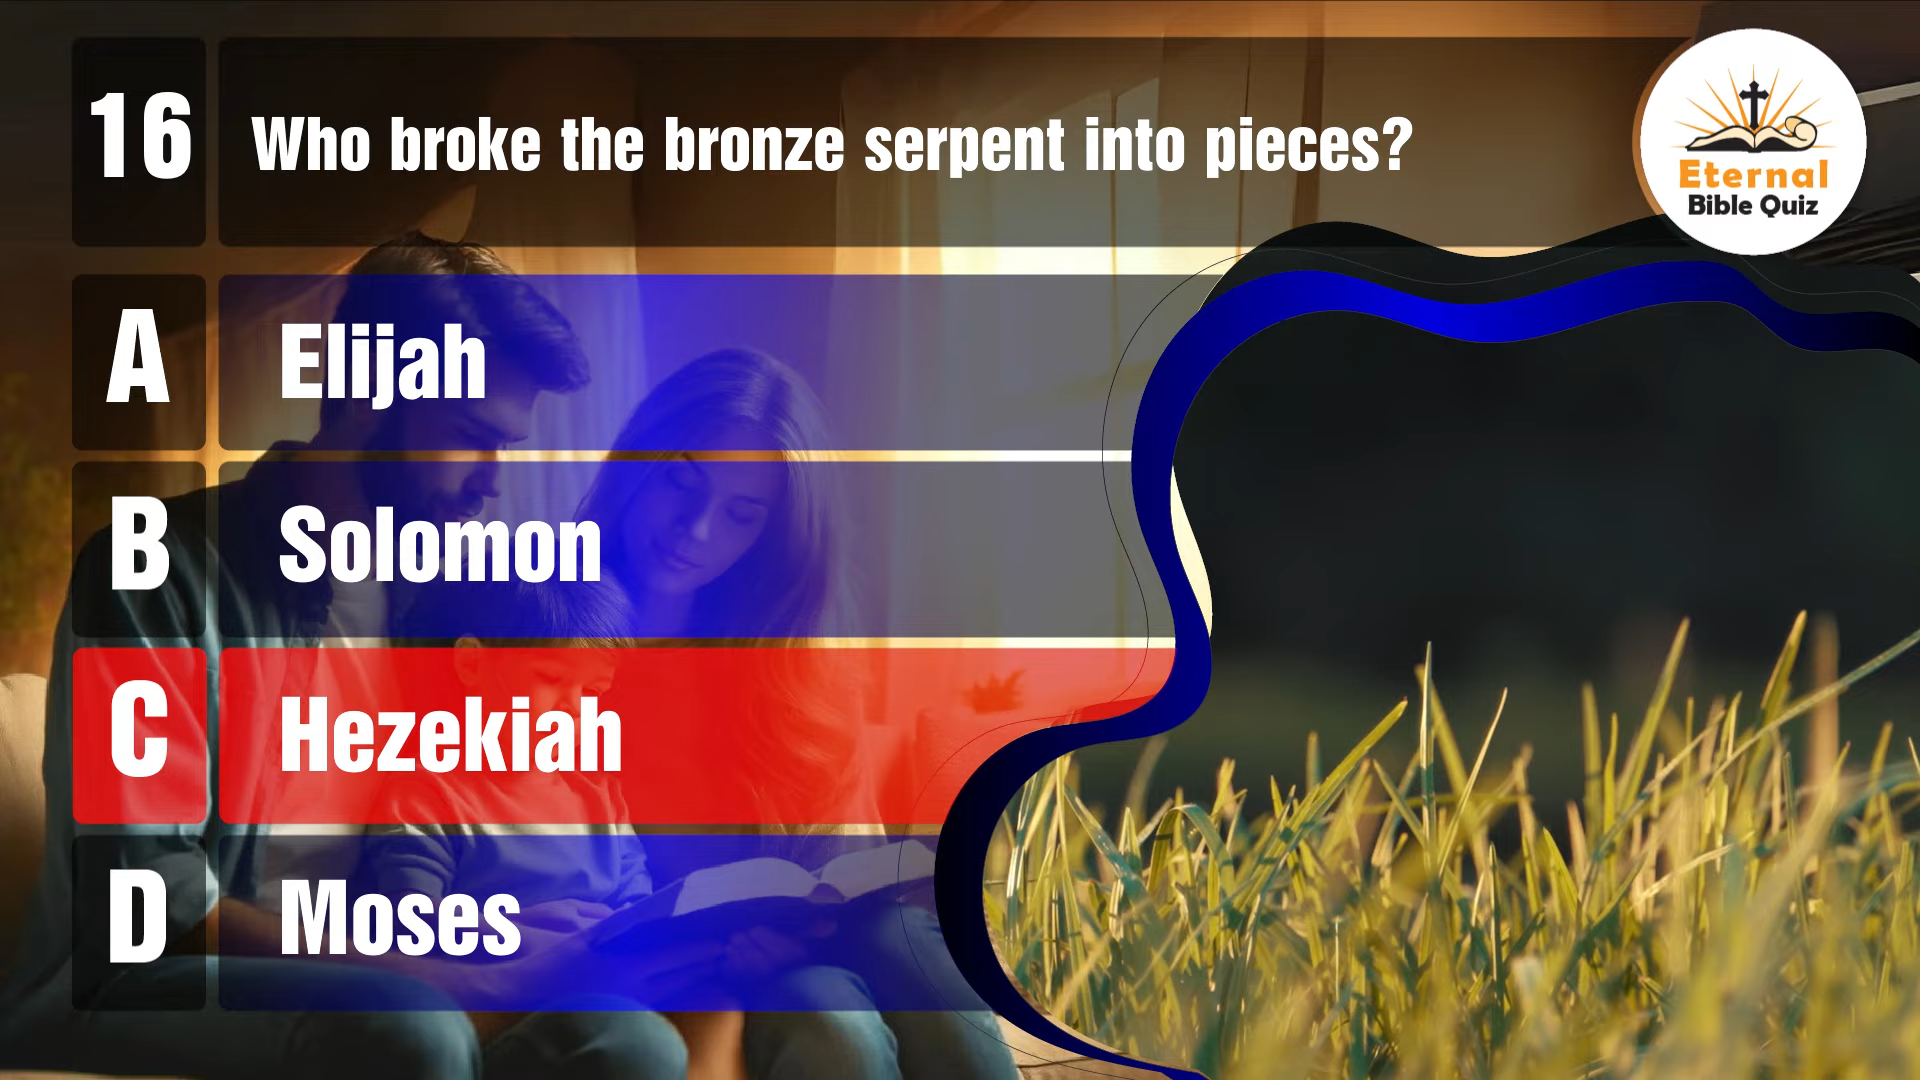 16
Who broke the bronze serpent into pieces?
Eternal
Bible Quiz
A
Elijah
B
Solomon
C
Hezekiah
D
Moses